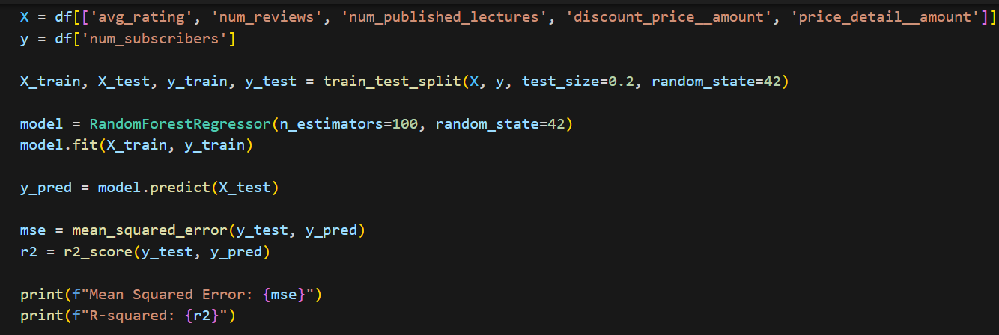 X = df[['avg_rating', 'num_reviews', 'num_published_lectures', 'discount_price__amount', 'price_detail__amount']]
y = df['num_subscribers']
X_train, X_test, y_train, y_test = train_test_split(X, y, test_size=0.2, random_state=42)
model = RandomForestRegressor(n_estimators=100, random_state=42)
model.fit(X_train, y_train)
y_pred = model.predict(X_test)
mse = mean_squared_error(y_test, y_pred)
r2 = r2_score(y_test, y_pred)
print(f"Mean Squared Error: {mse}")
print(f"R-squared: {r2}")